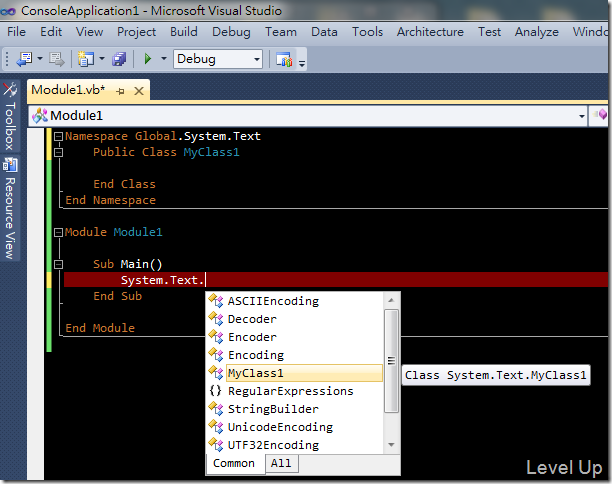 ConsoleApplication1 - Microsoft Visual Studio
File Edit View Project Build Debug Team Data Tools Architecture Test Analyze Windo
Debug
Module1.vb*
Module1
Toolbox
Resource View
Namespace Global.System.Text
Public Class MyClass1
End Class
End Namespace
Module Module1
Sub Main()
System.Text.
End Sub
End Module
ASCIIEncoding
Decoder
Encoder
Encoding
MyClass1
Class System.Text.MyClass1
{} RegularExpressions
StringBuilder
UnicodeEncoding
UTF32Encoding
Common All
Level Up